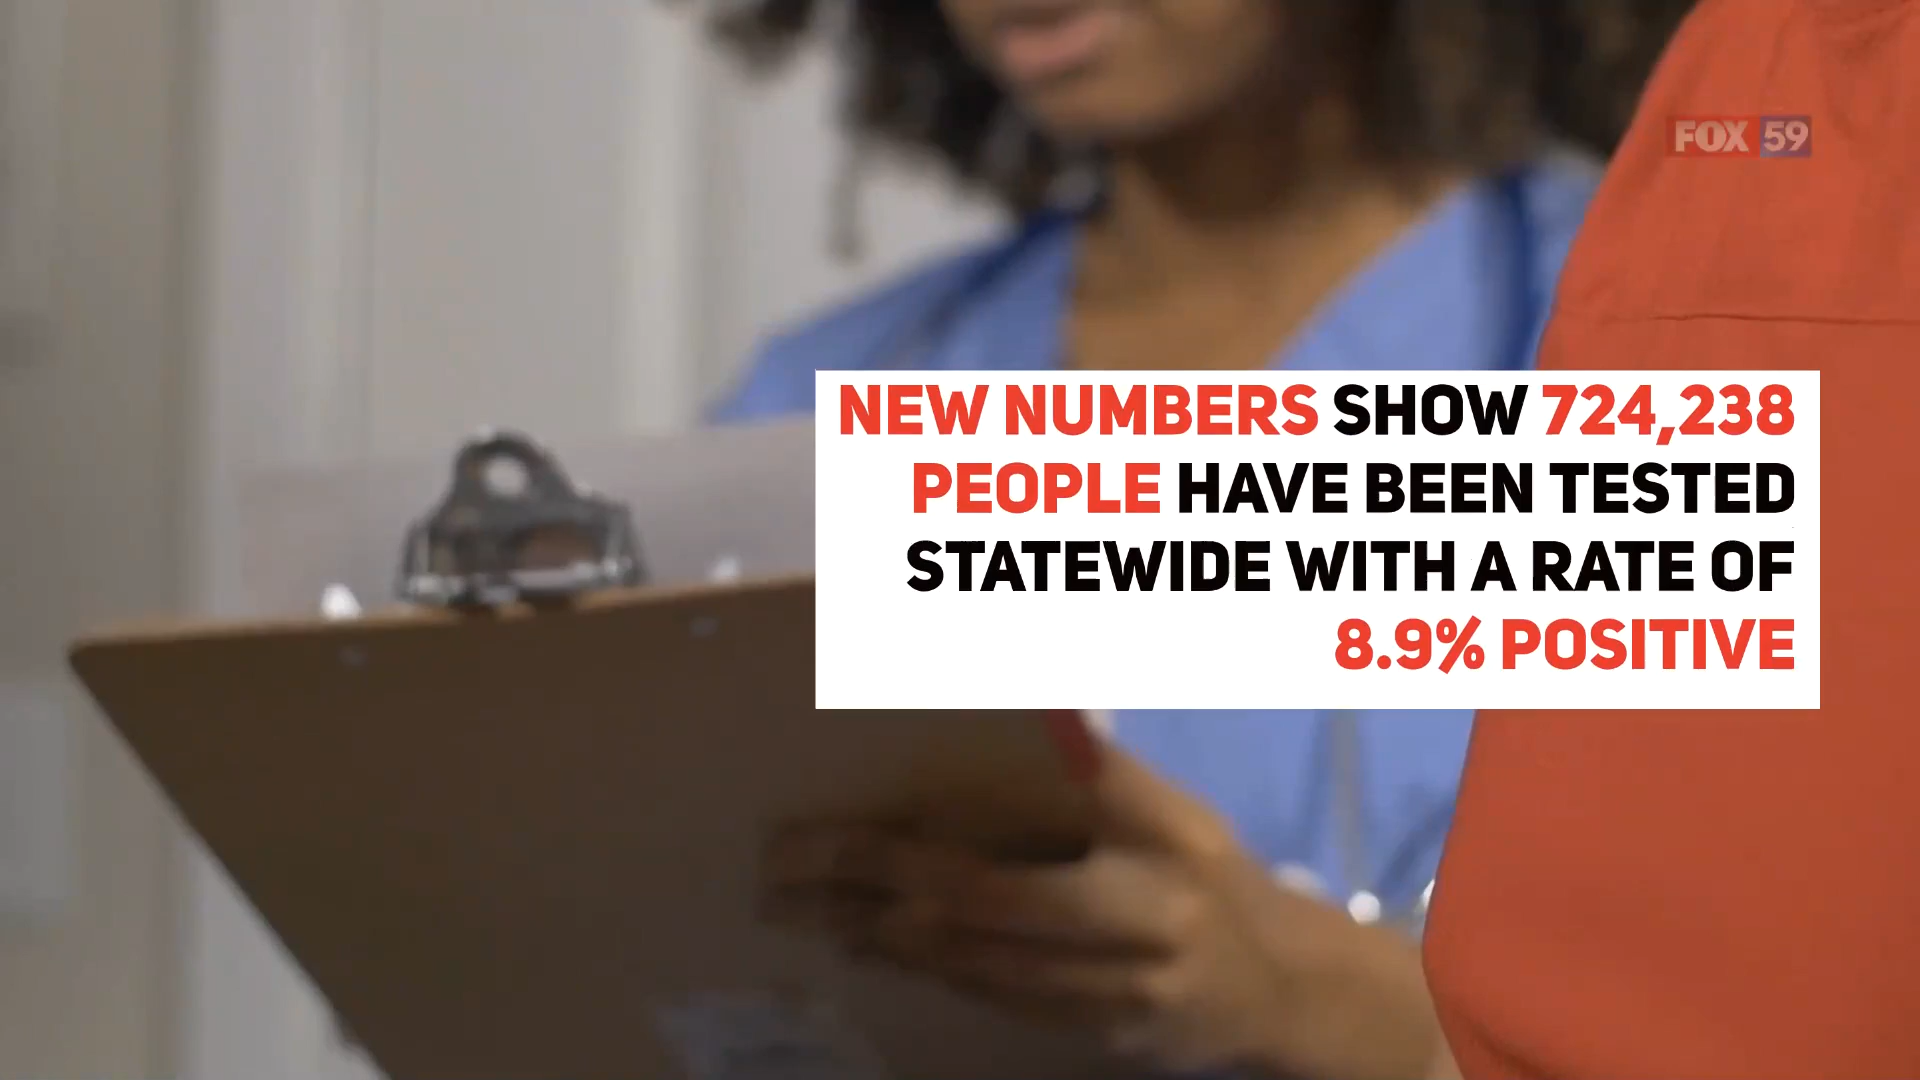 FOX 59
NEW NUMBERS SHOW 724,238
PEOPLE HAVE BEEN TESTED
STATEWIDE WITH A RATE OF
8.9% POSITIVE